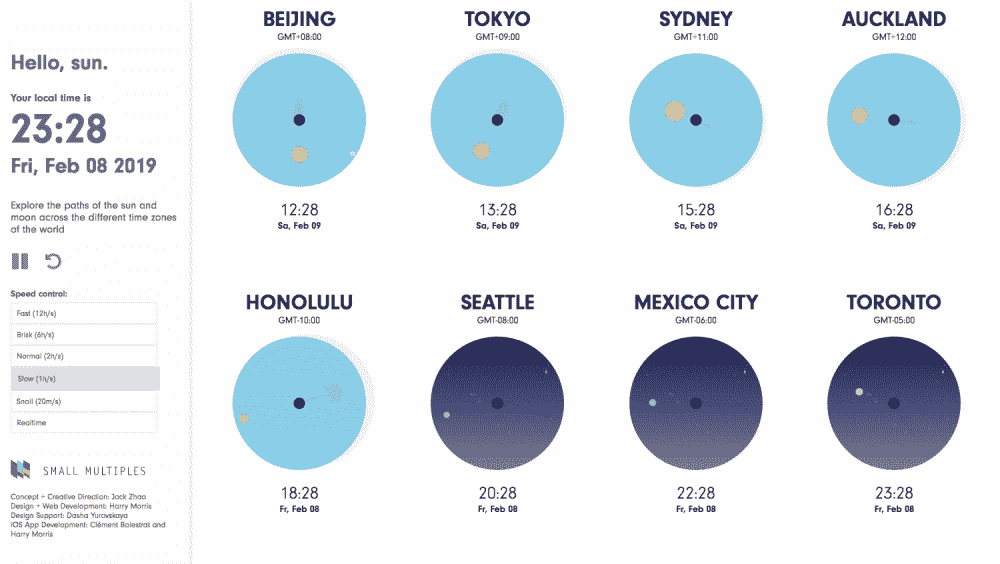 Hello, sun.
Your local time is
23:28
Fri, Feb 08 2019
Explore the paths of the sun and
moon across the different time zones
of the world
Speed control:
Fast (12h/s)
Brisk (6h/s)
Normal (2h/s)
Slow (1h/s)
Snail (20m/s)
Realtime
SMALL MULTIPLES
Concept + Creative Direction: Jack Zhao
Design + Web Development: Harry Morris
Design Support: Dasha Yurovskaya
iOS App Development: Clément Balestrat and
Harry Morris
BEIJING
GMT+08:00
12:28
Sa, Feb 09
TOKYO
GMT+09:00
13:28
Sa, Feb 09
SYDNEY
GMT+11:00
15:28
Sa, Feb 09
AUCKLAND
GMT+12:00
16:28
Sa, Feb 09
HONOLULU
GMT-10:00
18:28
Fr, Feb 08
SEATTLE
GMT-08:00
20:28
Fr, Feb 08
MEXICO CITY
GMT-06:00
22:28
Fr, Feb 08
TORONTO
GMT-05:00
23:28
Fr, Feb 08